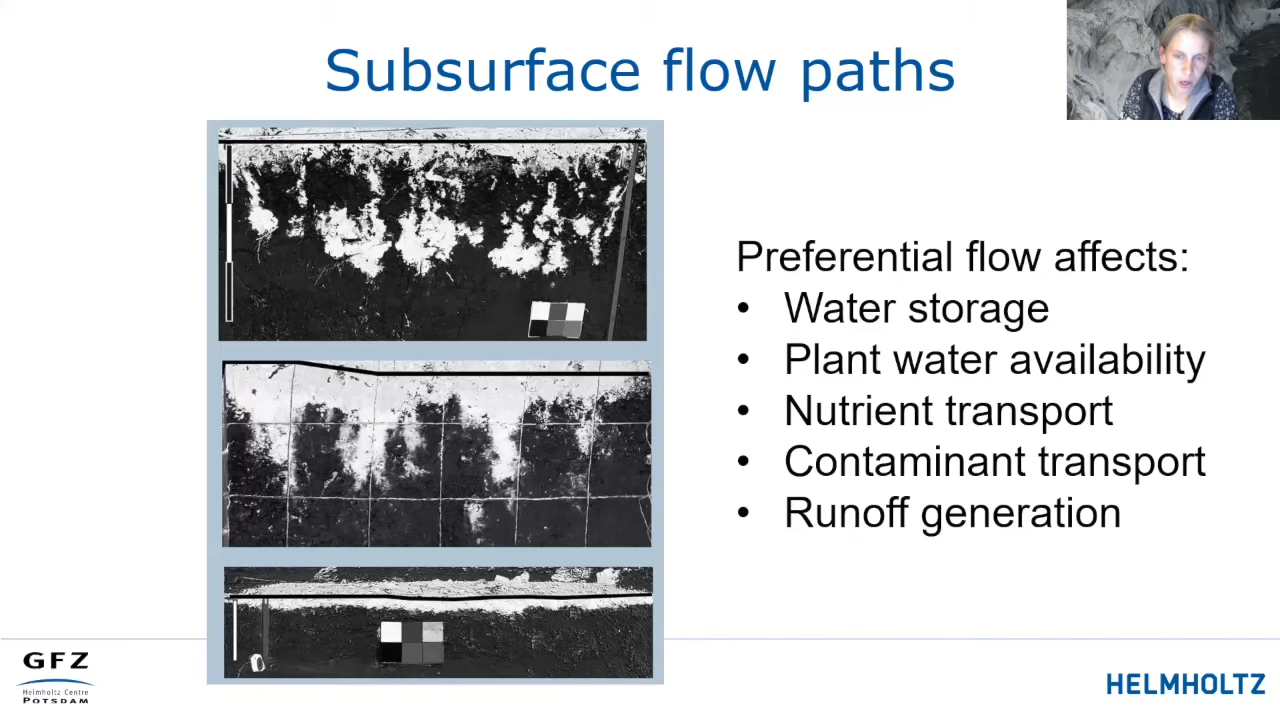 Subsurface flow paths
Preferential flow affects:
• Water storage
• Plant water availability
• Nutrient transport
• Contaminant transport
• Runoff generation
GFZ
Helmholtz Centre
POTSDAM
HELMHOLTZ